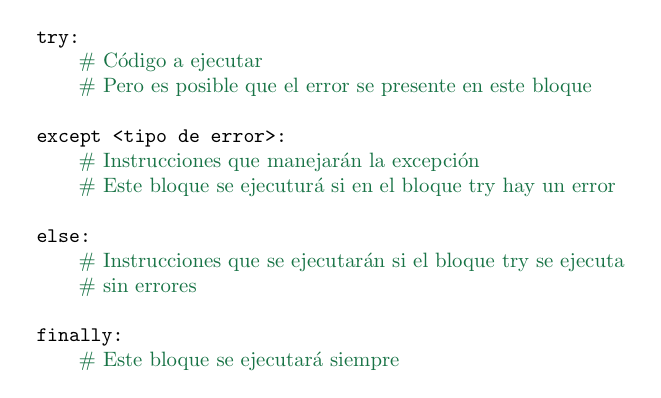 try:
# Código a ejecutar
# Pero es posible que el error se presente en este bloque
except <tipo de error>:
# Instrucciones que manejarán la excepción
# Este bloque se ejecuturá si en el bloque try hay un error
else:
# Instrucciones que se ejecutarán si el bloque try se ejecuta
# sin errores
finally:
# Este bloque se ejecutará siempre